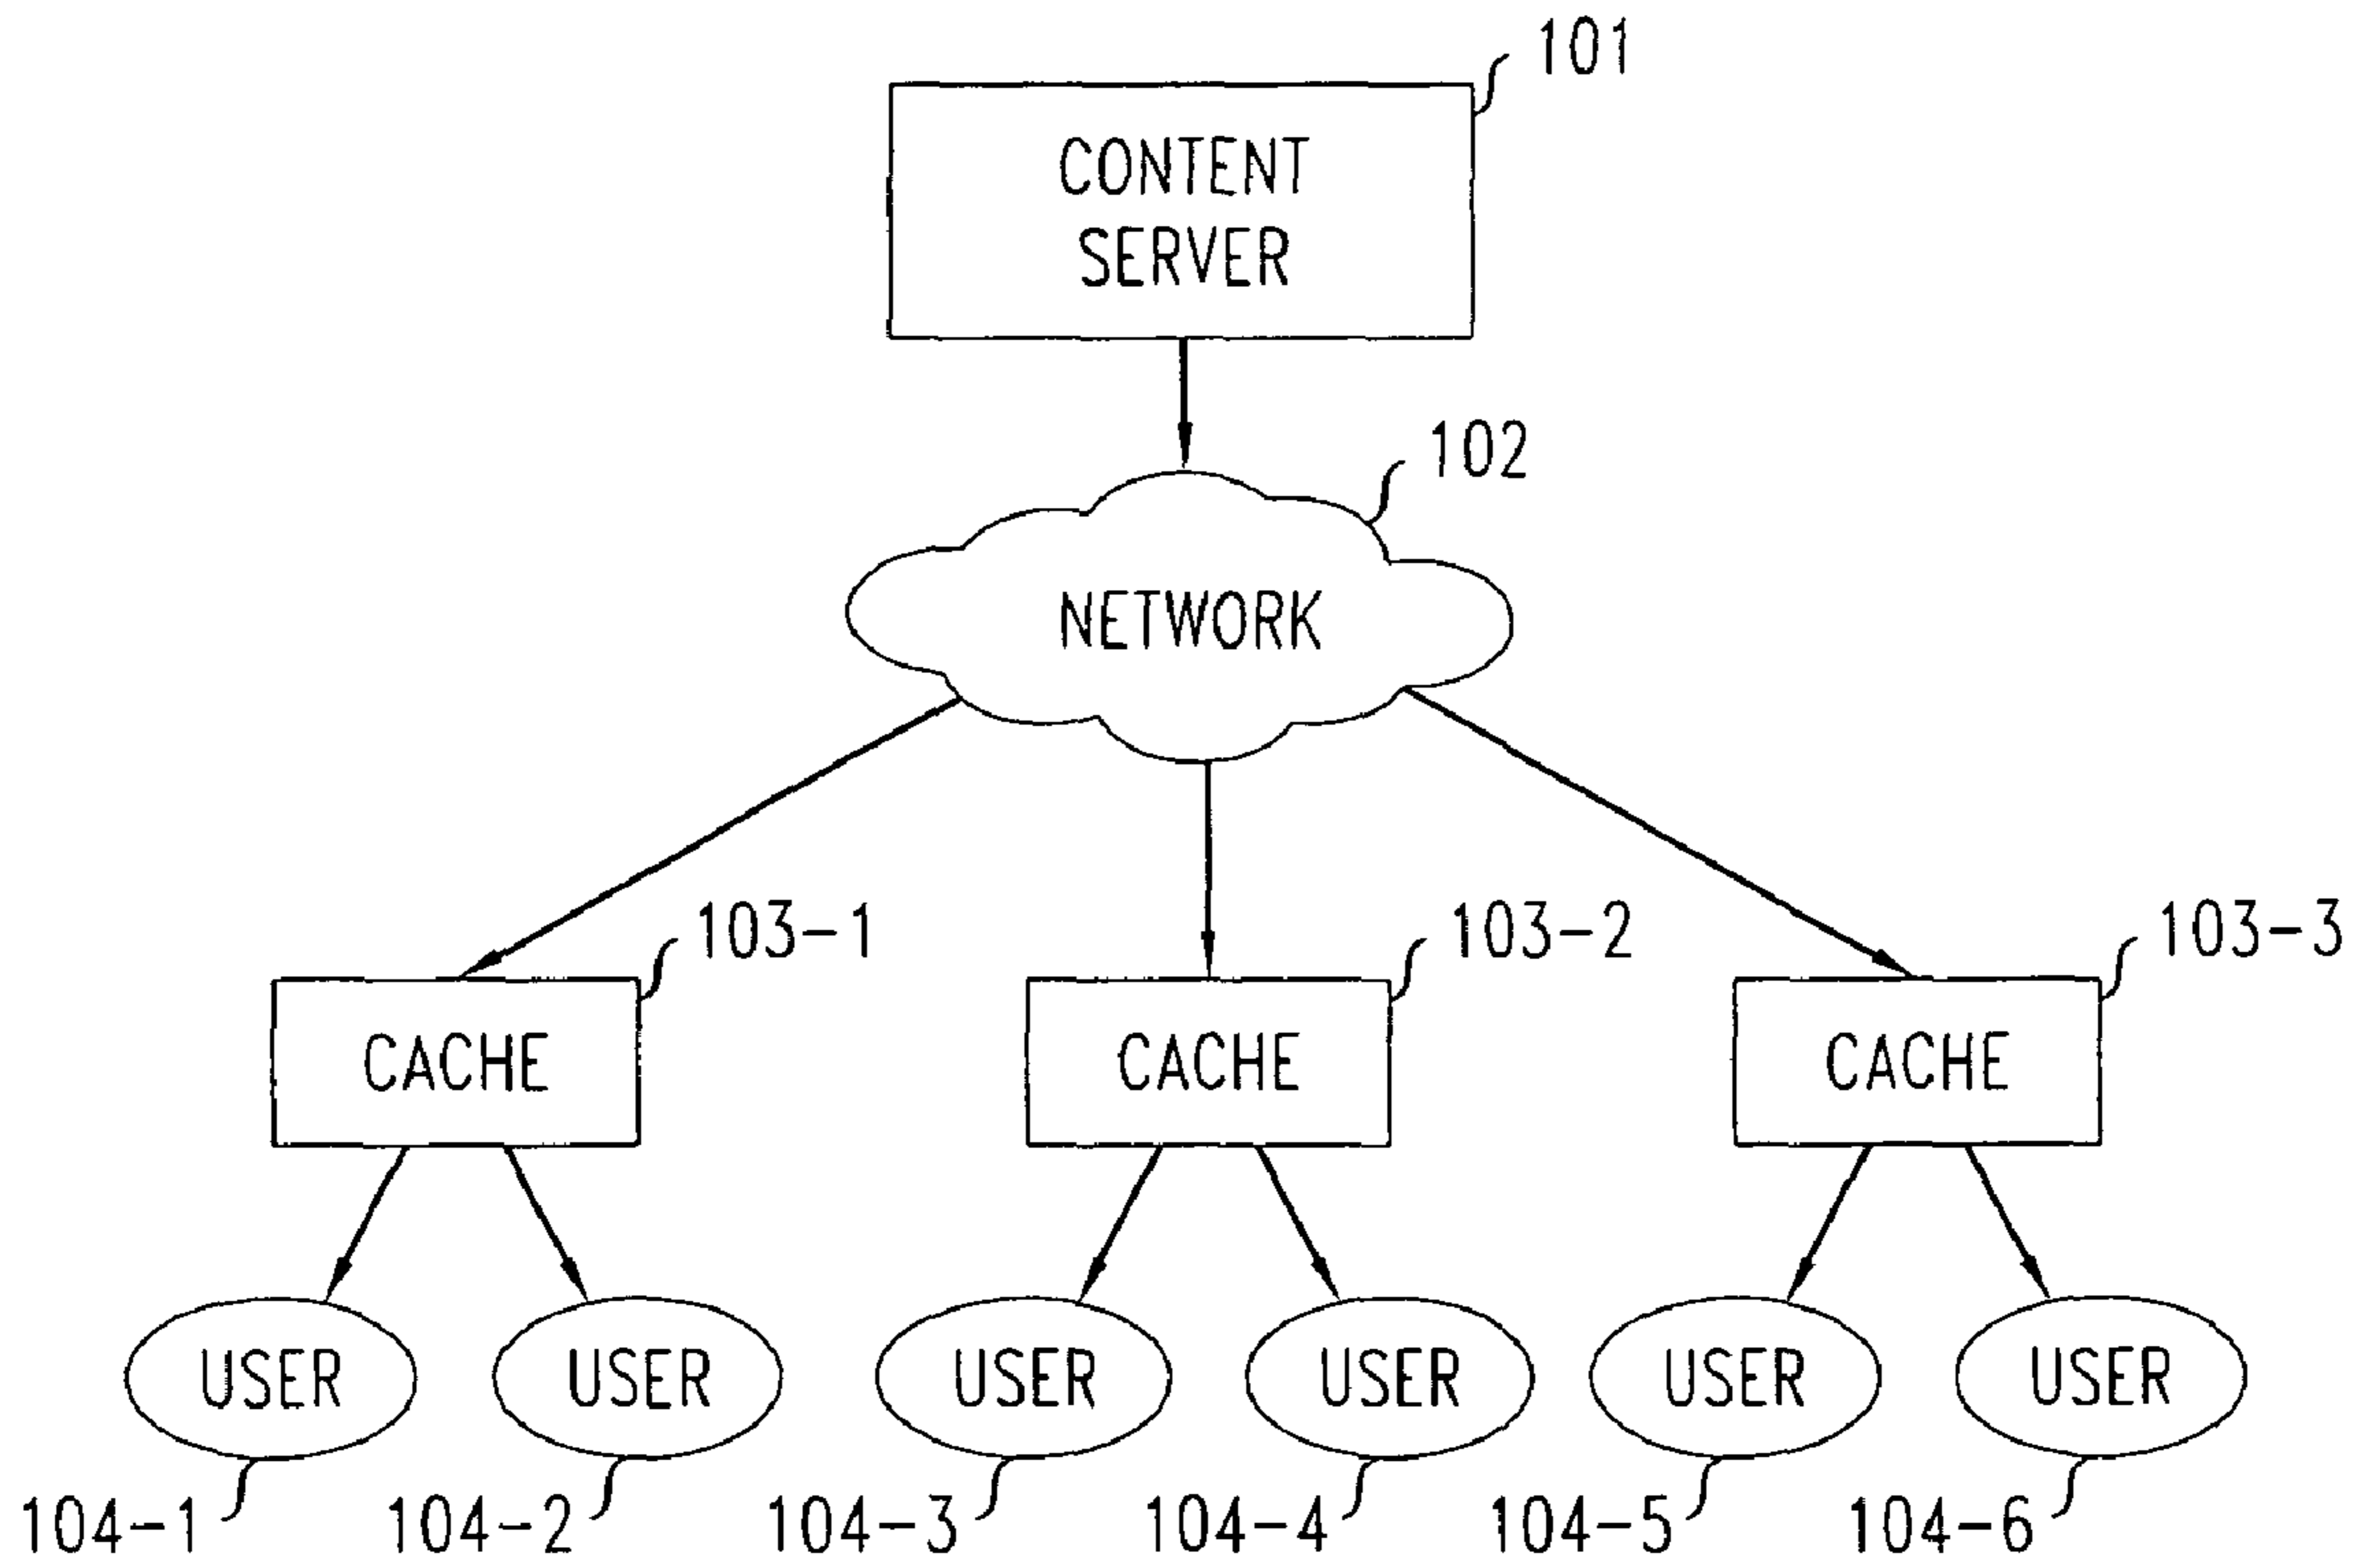 101
CONTENT
SERVER
102
NETWORK
103-1
103-2
103-3
CACHE
CACHE
CACHE
USER
USER
USER
USER
USER
USER
104-1
104-2
104-3
104-4
104-5
104-6